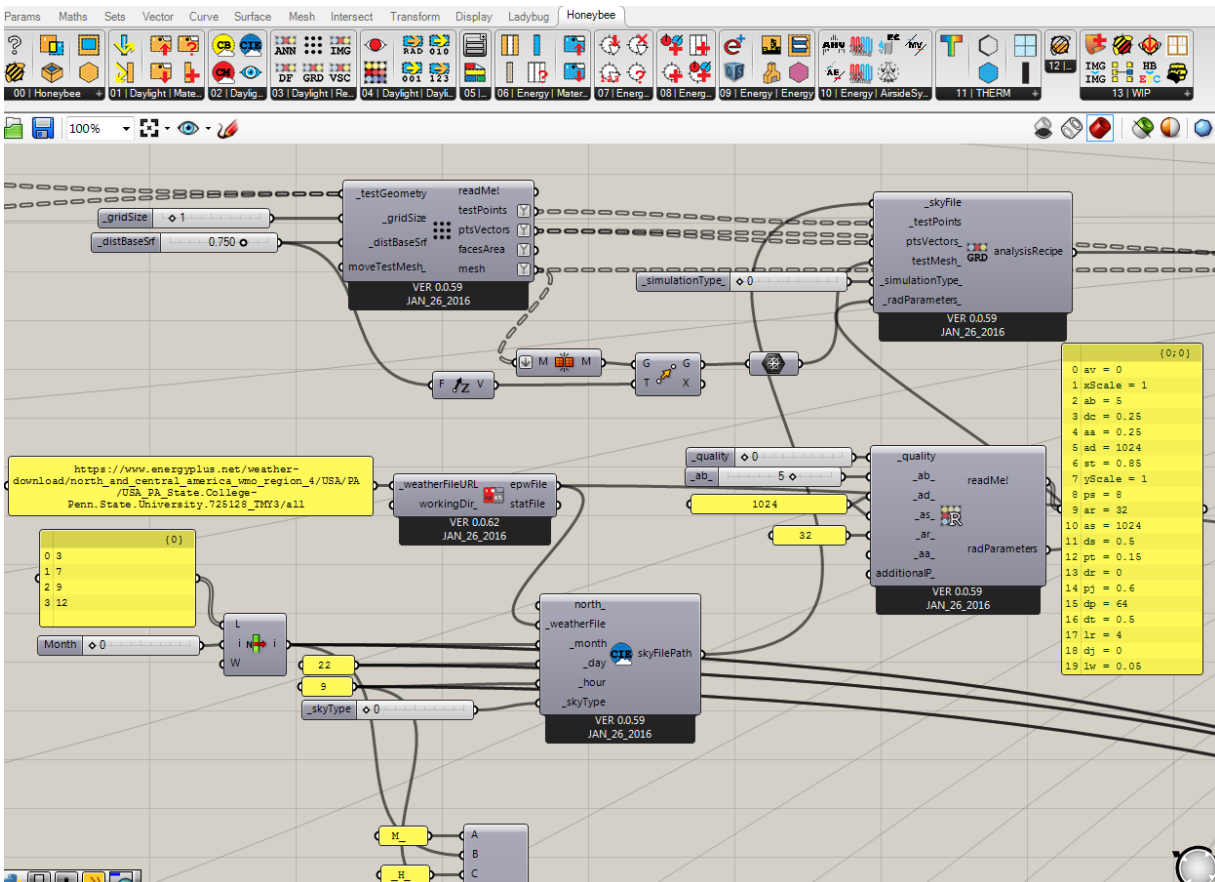 Params Maths Sets Vector Curve Surface Mesh Intersect Transform Display Ladybug Honeybee
00 | Honeybee 01 | Daylight | Mate... 02 | Daylig... 03 | Daylight | Re... 04 | Daylight | Dayli... 05 |... 06 | Energy | Mater... 07 | Energ... 08 | Energ... 09 | Energy | Energy 10 | Energy | AirsideSy... 11 | THERM 12 |... 13 | WIP
100%
_testGeometry
_gridSize
_distBaseSrf
moveTestMesh_
readMe!
testPoints
ptsVectors
facesArea
mesh
VER 0.0.59
JAN_26_2016
_gridSize 1
_distBaseSrf 0.750
_skyFile
_testPoints
ptsVectors_
testMesh_
_simulationType_
_radParameters_
GRD
analysisRecipe
VER 0.0.59
JAN_26_2016
_simulationType_ 0
M M
G G
T X
F Z V
{0;0}
0 av = 0
1 xScale = 1
2 ab = 5
3 dc = 0.25
4 aa = 0.25
5 ad = 1024
6 st = 0.85
7 yScale = 1
8 ps = 8
9 ar = 32
10 as = 1024
11 ds = 0.5
12 pt = 0.15
13 dr = 0
14 pj = 0.6
15 dp = 64
16 dt = 0.5
17 lr = 4
18 dj = 0
19 lw = 0.05
_quality 0
_ab_ 5
1024
32
_quality
_ab_
_ad_
_as_
_ar_
_aa_
additionalP_
readMe!
radParameters
VER 0.0.59
JAN_26_2016
https://www.energyplus.net/weather-
download/north_and_central_america_wmo_region_4/USA/PA
/USA_PA_State.College-
Penn.State.University.725128_TMY3/all
_weatherFileURL
workingDir_
epwFile
statFile
VER 0.0.62
JAN_26_2016
{0}
0 3
1 7
2 9
3 12
Month 0
L
i N i
W
22
9
_skyType 0
north_
_weatherFile
_month
_day
_hour
_skyType
CIE
skyFilePath
VER 0.0.59
JAN_26_2016
M_
_H_
A
B
C